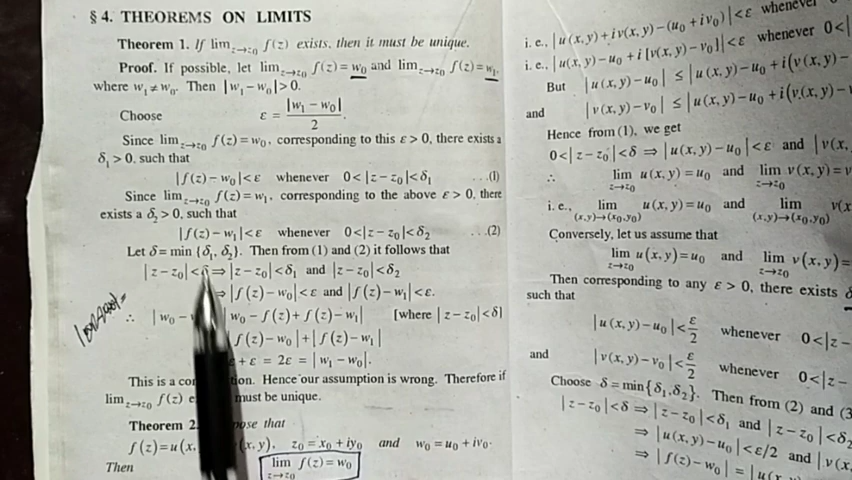 § 4. THEOREMS ON LIMITS
Theorem 1. If lim_{z→z₀} f(z) exists, then it must be unique.
Proof. If possible, let lim_{z→z₀} f(z) = w₀ and lim_{z→z₀} f(z) = w₁,
where w₁ ≠ w₀. Then |w₁ − w₀| > 0.
Choose ε = |w₁ − w₀| / 2.
Since lim_{z→z₀} f(z) = w₀, corresponding to this ε > 0, there exists a
δ₁ > 0, such that
|f(z) − w₀| < ε whenever 0 < |z − z₀| < δ₁ ...(1)
Since lim_{z→z₀} f(z) = w₁, corresponding to the above ε > 0, there
exists a δ₂ > 0, such that
|f(z) − w₁| < ε whenever 0 < |z − z₀| < δ₂ ...(2)
Let δ = min {δ₁, δ₂}. Then from (1) and (2) it follows that
|z − z₀| < δ ⇒ |z − z₀| < δ₁ and |z − z₀| < δ₂
⇒ |f(z) − w₀| < ε and |f(z) − w₁| < ε.
∴ |w₀ − w₀ − f(z) + f(z) − w₁| [where |z − z₀| < δ]
f(z) − w₀| + |f(z) − w₁|
+ ε = 2ε = |w₁ − w₀|.
This is a Hence our assumption is wrong. Therefore if
lim_{z→z₀} f(z) must be unique.
Theorem 2. that
f(z) = u(x, y), z₀ = x₀ + iy₀ and w₀ = u₀ + iv₀.
Then lim_{z→z₀} f(z) = w₀
i. e., |u(x, y) + iv(x, y) − (u₀ + iv₀)| < ε whenever
i. e., |u(x, y) − u₀ + i[v(x, y) − v₀]| < ε whenever 0 < |
But |u(x, y) − u₀| ≤ |u(x, y) − u₀ + i(v(x, y) −
and |v(x, y) − v₀| ≤ |u(x, y) − u₀ + i(v(x, y) −
Hence from (1), we get
0 < |z − z₀| < δ ⇒ |u(x, y) − u₀| < ε and |v(x,
∴ lim_{z→z₀} u(x, y) = u₀ and lim_{z→z₀} v(x, y) =
i. e., lim_{(x, y)→(x₀, y₀)} u(x, y) = u₀ and lim_{(x, y)→(x₀, y₀)} v(x
Conversely, let us assume that
lim_{z→z₀} u(x, y) = u₀ and lim_{z→z₀} v(x, y) =
Then corresponding to any ε > 0, there exists δ
such that
|u(x, y) − u₀| < ε/2 whenever 0 < |z −
and |v(x, y) − v₀| < ε/2 whenever 0 < |z −
Choose δ = min{δ₁, δ₂}. Then from (2) and (3
|z − z₀| < δ ⇒ |z − z₀| < δ₁ and |z − z₀| < δ₂
⇒ |u(x, y) − u₀| < ε/2 and |v(
⇒ |f(z) − w₀| = |u(x,